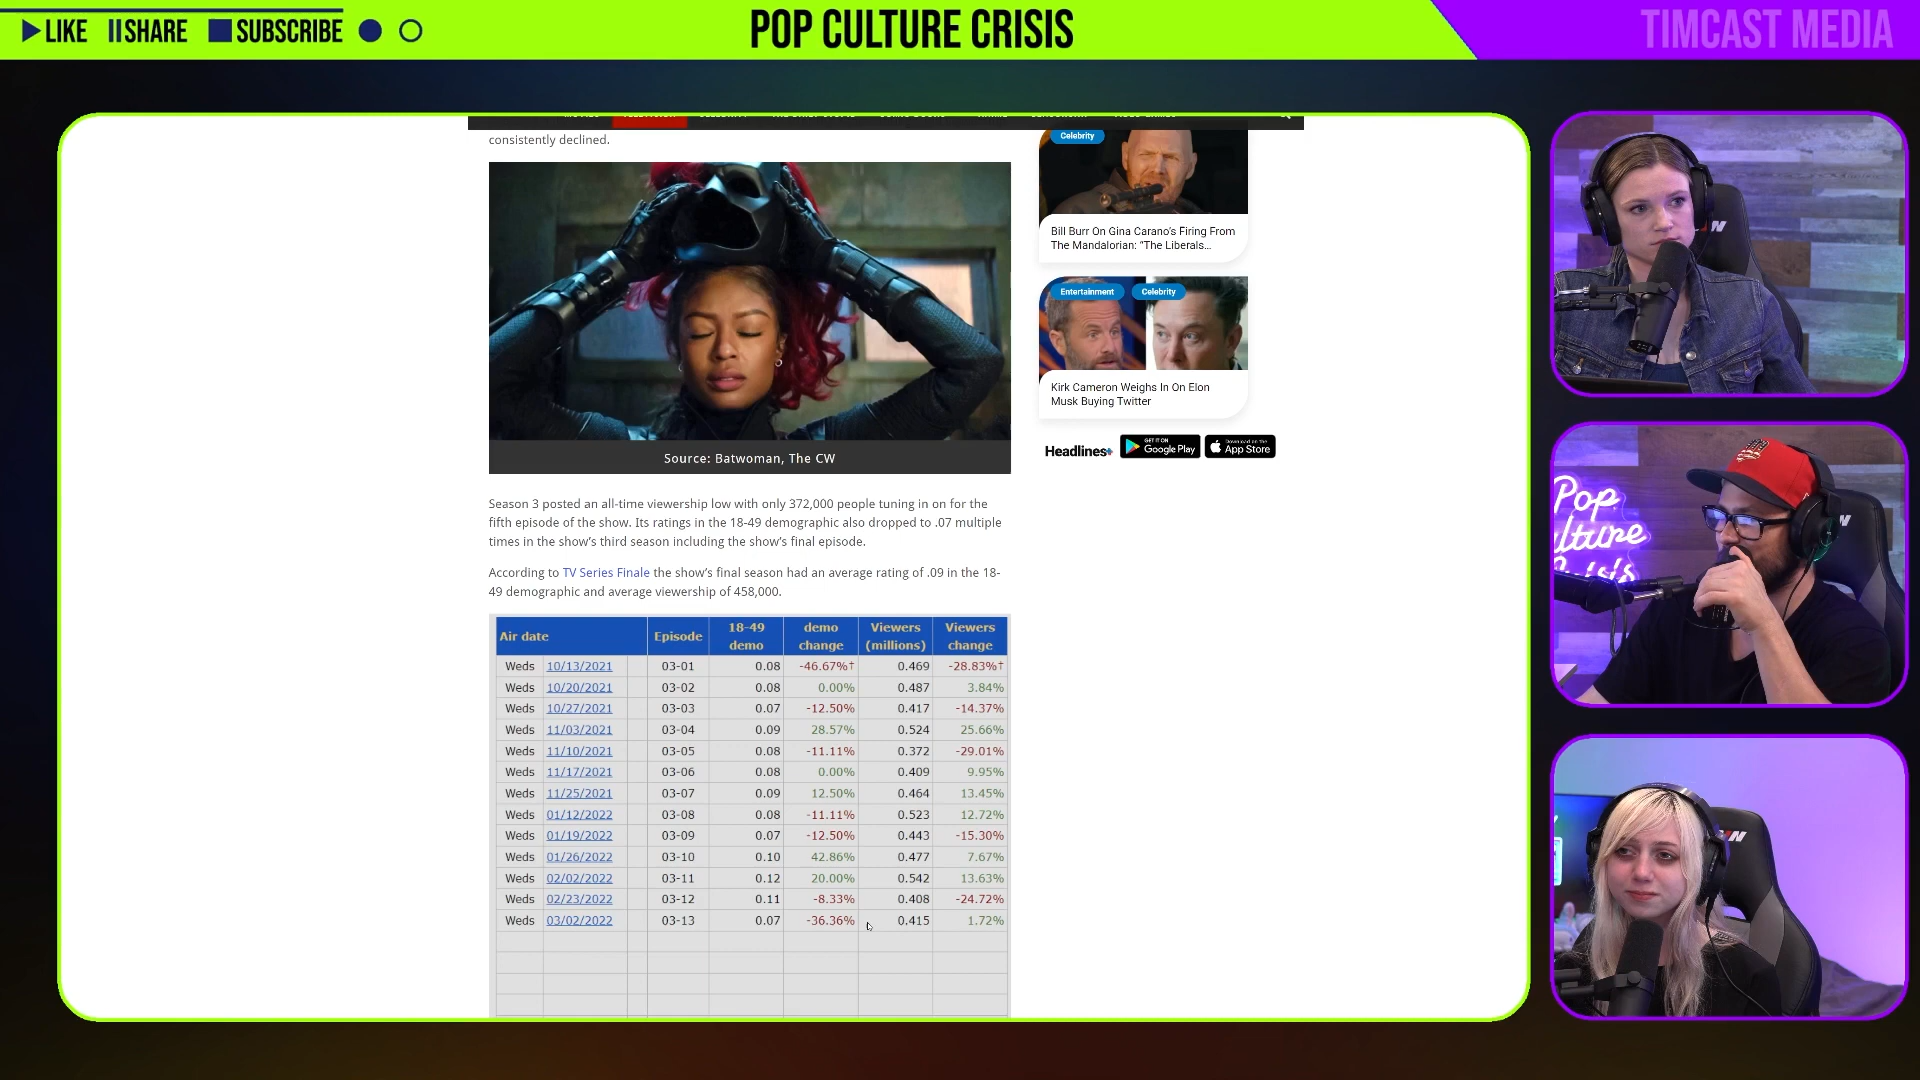 LIKE SHARE SUBSCRIBE
POP CULTURE CRISIS
TIMCAST MEDIA
consistently declined.
Source: Batwoman, The CW
Season 3 posted an all-time viewership low with only 372,000 people tuning in on for the
fifth episode of the show. Its ratings in the 18-49 demographic also dropped to .07 multiple
times in the show's third season including the show's final episode.
According to TV Series Finale the show's final season had an average rating of .09 in the 18-
49 demographic and average viewership of 458,000.
Air date Episode 18-49 demo demo change Viewers (millions) Viewers change
Weds 10/13/2021 03-01 0.08 -46.67%† 0.469 -28.83%†
Weds 10/20/2021 03-02 0.08 0.00% 0.487 3.84%
Weds 10/27/2021 03-03 0.07 -12.50% 0.417 -14.37%
Weds 11/03/2021 03-04 0.09 28.57% 0.524 25.66%
Weds 11/10/2021 03-05 0.08 -11.11% 0.372 -29.01%
Weds 11/17/2021 03-06 0.08 0.00% 0.409 9.95%
Weds 11/25/2021 03-07 0.09 12.50% 0.464 13.45%
Weds 01/12/2022 03-08 0.08 -11.11% 0.523 12.72%
Weds 01/19/2022 03-09 0.07 -12.50% 0.443 -15.30%
Weds 01/26/2022 03-10 0.10 42.86% 0.477 7.67%
Weds 02/02/2022 03-11 0.12 20.00% 0.542 13.63%
Weds 02/23/2022 03-12 0.11 -8.33% 0.408 -24.72%
Weds 03/02/2022 03-13 0.07 -36.36% 0.415 1.72%
Celebrity
Bill Burr On Gina Carano's Firing From
The Mandalorian: "The Liberals...
Entertainment Celebrity
Kirk Cameron Weighs In On Elon
Musk Buying Twitter
Headlines+
GET IT ON
Google Play
Download on the
App Store
Pop